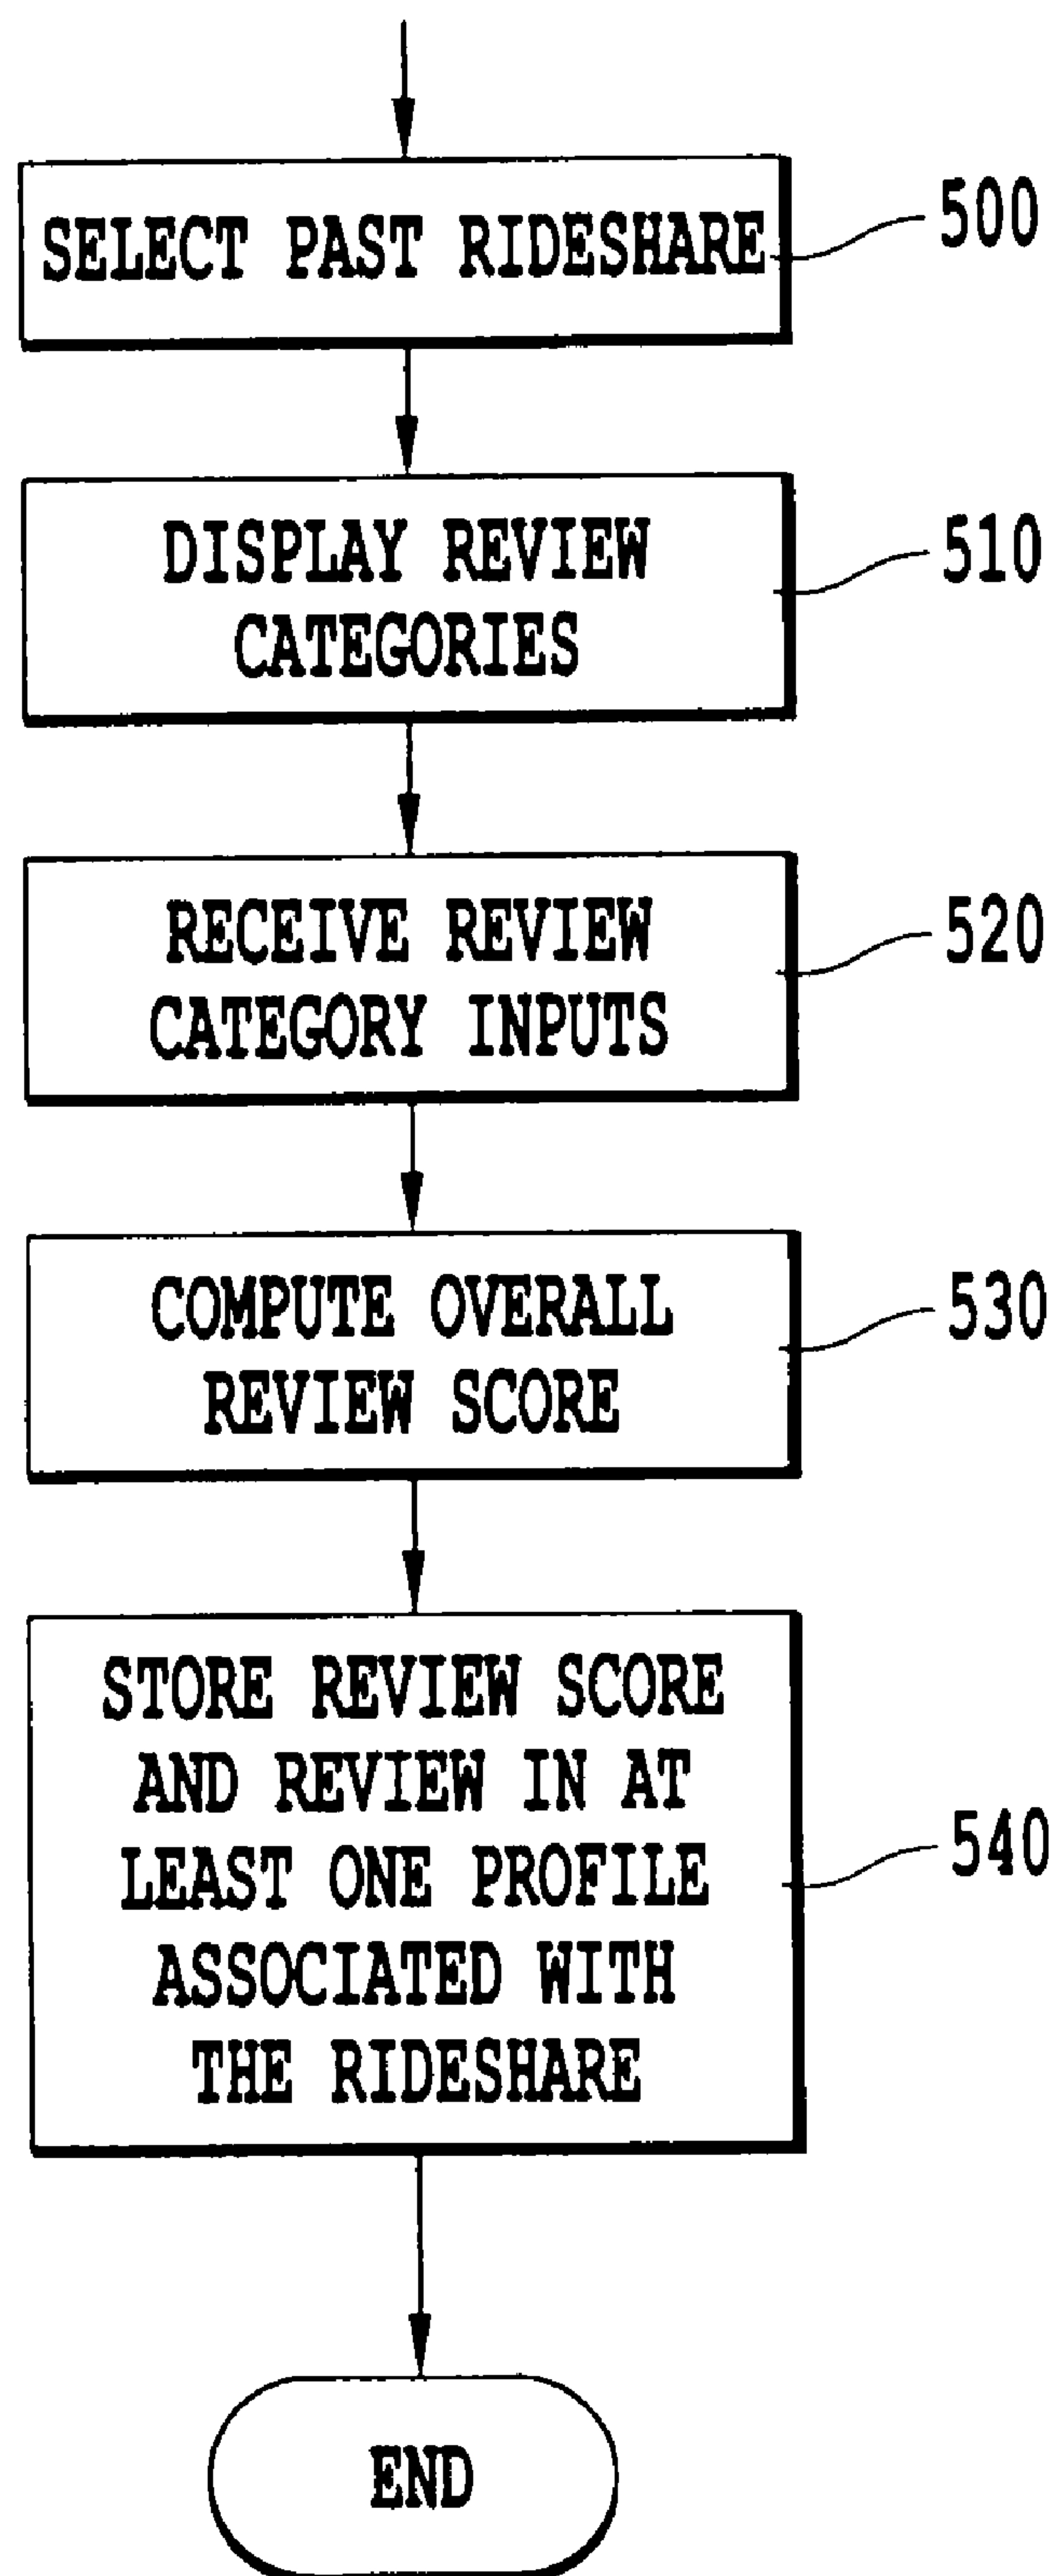 SELECT PAST RIDESHARE
500
DISPLAY REVIEW
CATEGORIES
510
RECEIVE REVIEW
CATEGORY INPUTS
520
COMPUTE OVERALL
REVIEW SCORE
530
STORE REVIEW SCORE
AND REVIEW IN AT
LEAST ONE PROFILE
ASSOCIATED WITH
THE RIDESHARE
540
END